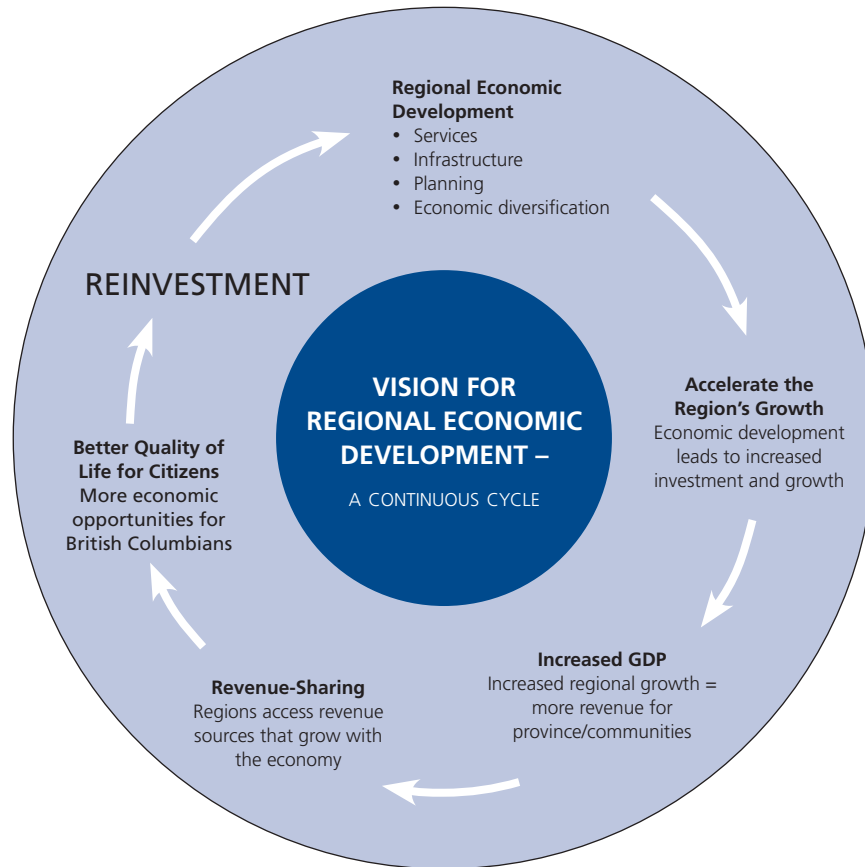 Regional Economic
Development
• Services
• Infrastructure
• Planning
• Economic diversification
REINVESTMENT
VISION FOR
REGIONAL ECONOMIC
DEVELOPMENT –
A CONTINUOUS CYCLE
Accelerate the
Region's Growth
Economic development
leads to increased
investment and growth
Increased GDP
Increased regional growth =
more revenue for
province/communities
Revenue-Sharing
Regions access revenue
sources that grow with
the economy
Better Quality of
Life for Citizens
More economic
opportunities for
British Columbians